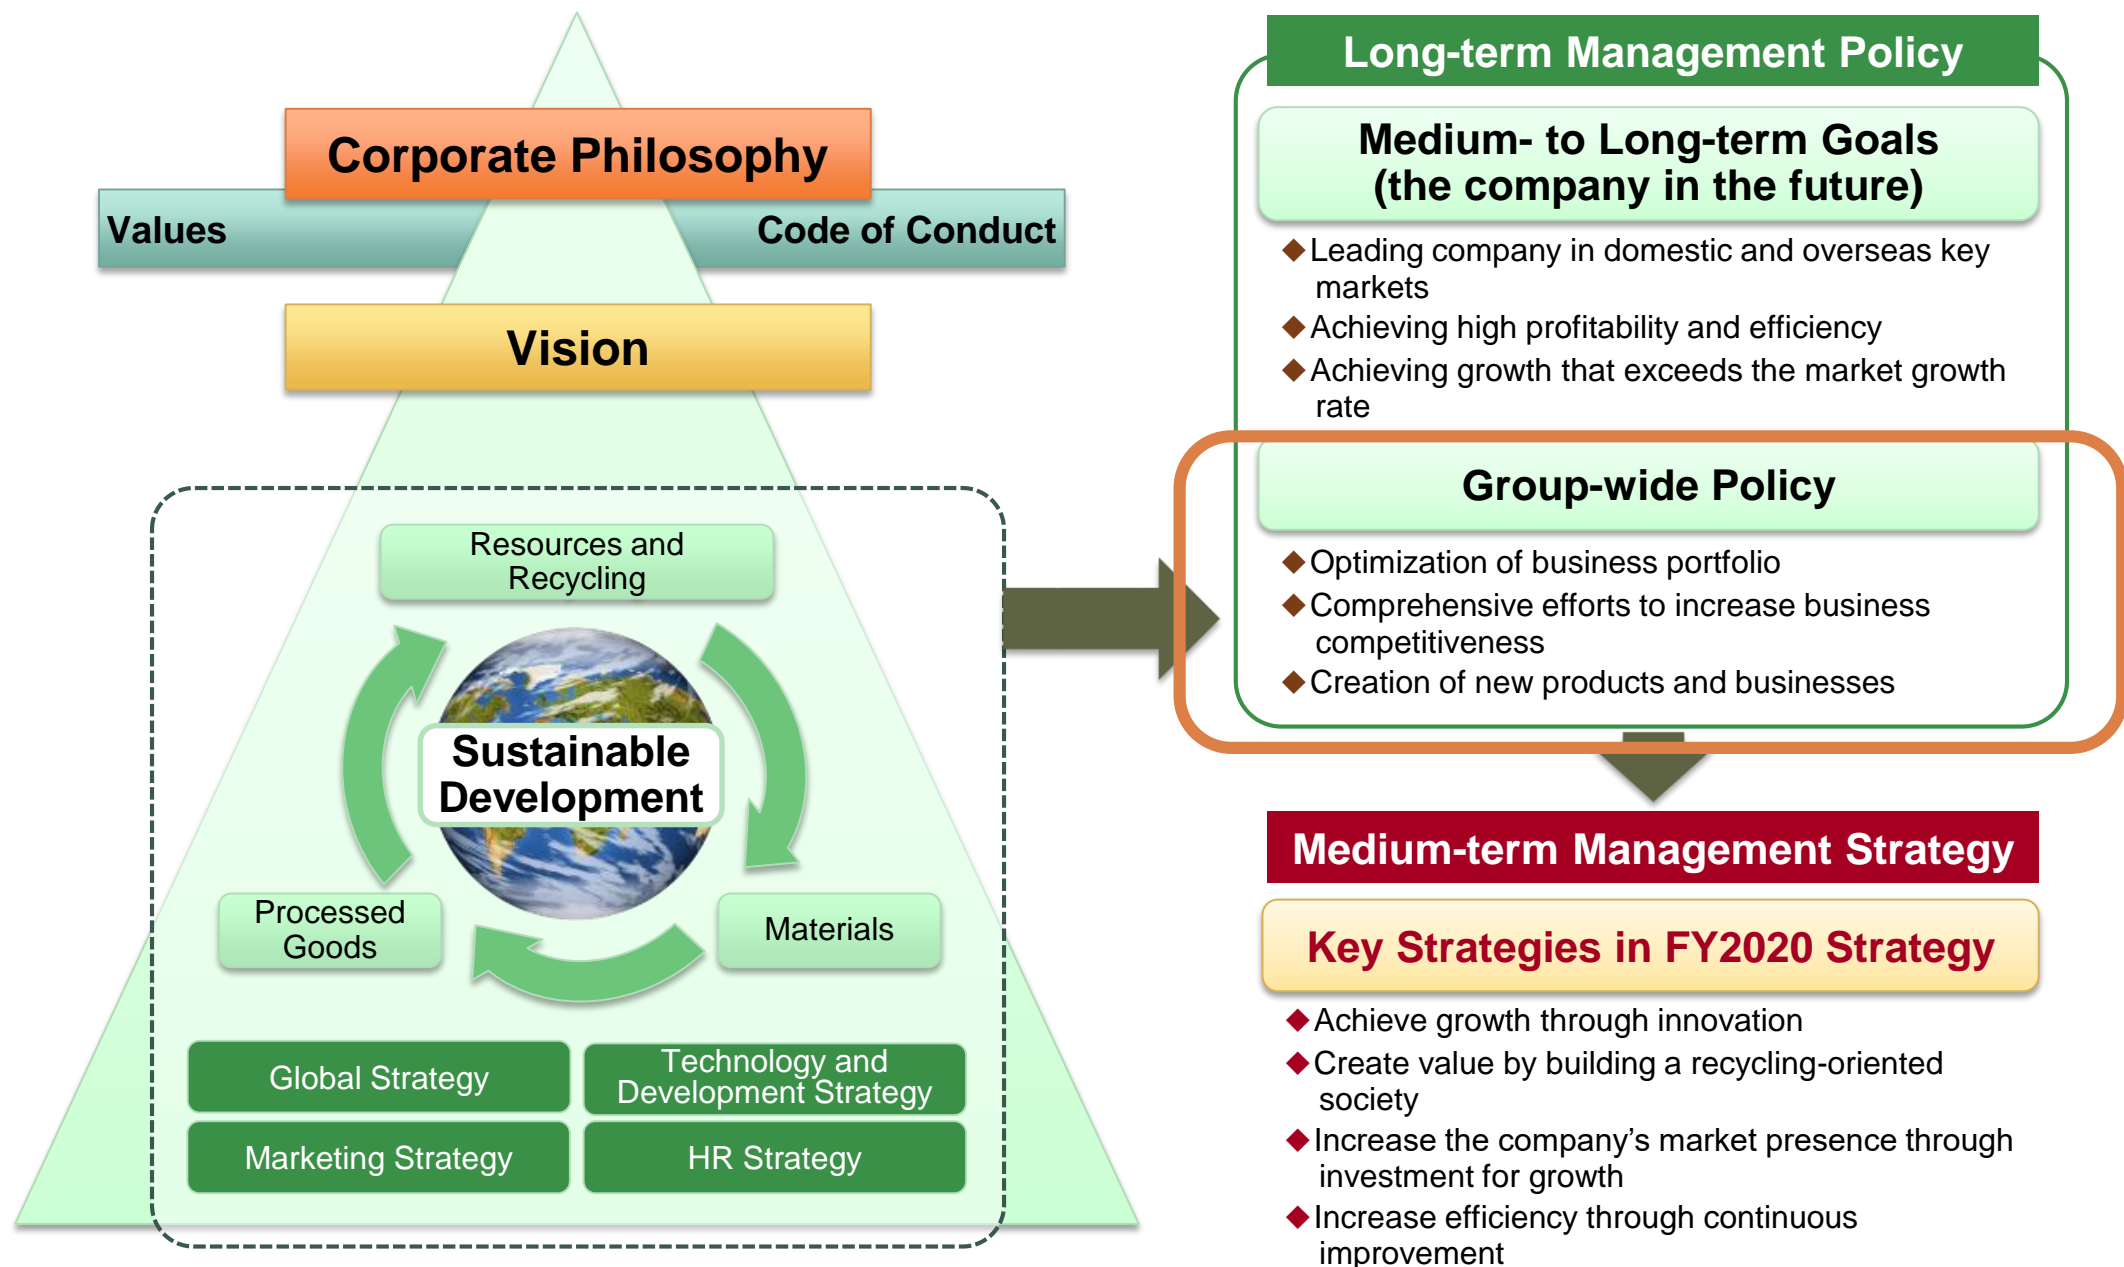 Corporate Philosophy
Values
Code of Conduct
Vision
Resources and
Recycling
Sustainable
Development
Processed
Goods
Materials
Global Strategy
Technology and
Development Strategy
Marketing Strategy
HR Strategy
Long-term Management Policy
Medium- to Long-term Goals
(the company in the future)
◆Leading company in domestic and overseas key
markets
◆Achieving high profitability and efficiency
◆Achieving growth that exceeds the market growth
rate
Group-wide Policy
◆Optimization of business portfolio
◆Comprehensive efforts to increase business
competitiveness
◆Creation of new products and businesses
Medium-term Management Strategy
Key Strategies in FY2020 Strategy
◆Achieve growth through innovation
◆Create value by building a recycling-oriented
society
◆Increase the company’s market presence through
investment for growth
◆Increase efficiency through continuous
improvement